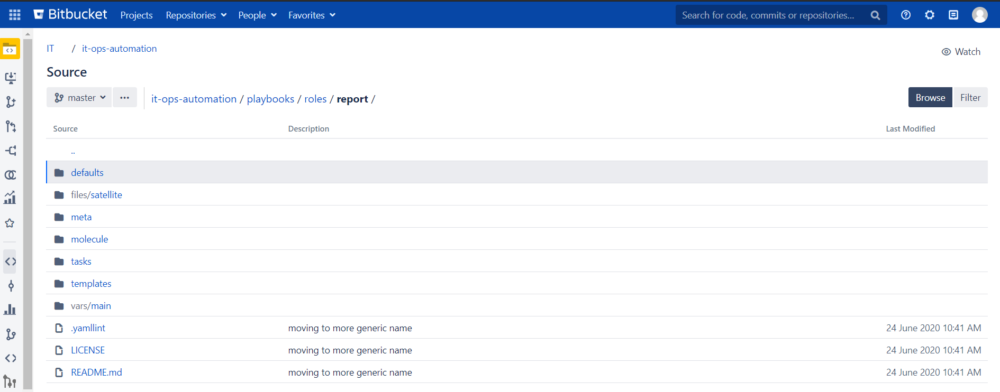 Bitbucket Projects Repositories People Favorites Search for code, commits or repositories...
IT / it-ops-automation
Watch
Source
master ... it-ops-automation / playbooks / roles / report / Browse Filter
Source Description Last Modified
..
defaults
files/satellite
meta
molecule
tasks
templates
vars/main
.yamllint moving to more generic name 24 June 2020 10:41 AM
LICENSE moving to more generic name 24 June 2020 10:41 AM
README.md moving to more generic name 24 June 2020 10:41 AM